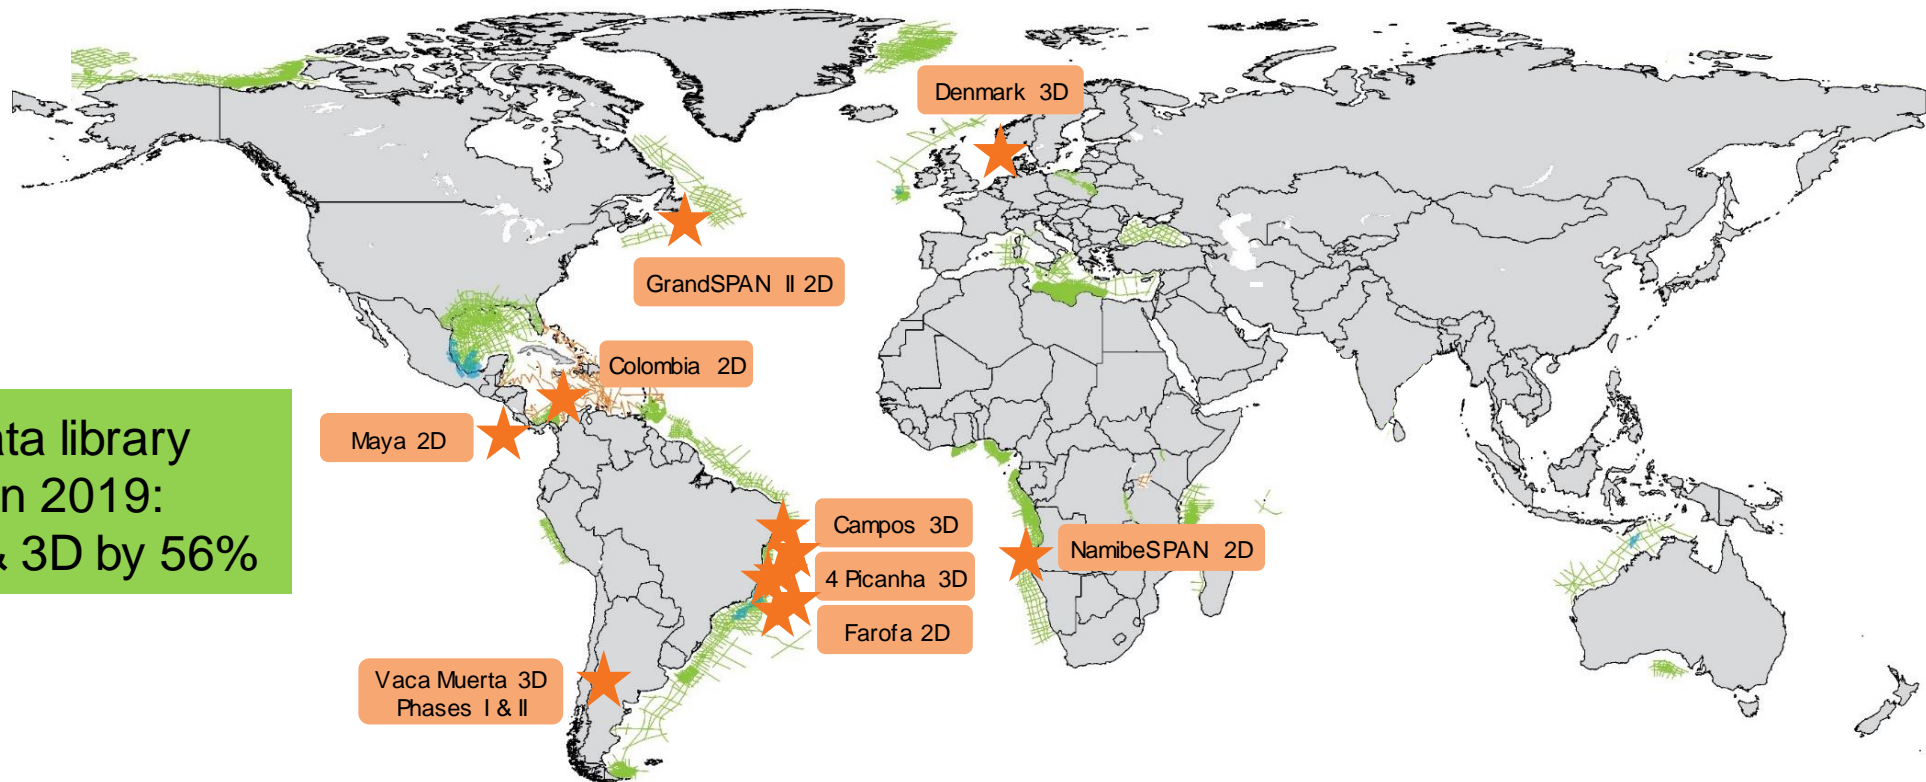 Denmark 3D
GrandSPAN II 2D
Colombia 2D
Maya 2D
library
2019:
3D by 56%
Campos 3D
NamibeSPAN 2D
4 Picanha 3D
Farofa 2D
Vaca Muerta 3D
Phases I & II